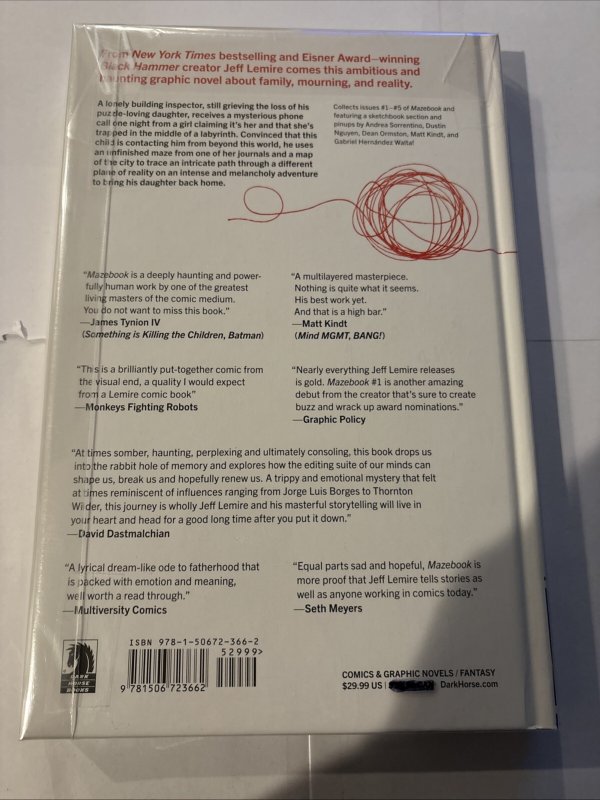 From New York Times bestselling and Eisner Award–winning
Black Hammer creator Jeff Lemire comes this ambitious and
haunting graphic novel about family, mourning, and reality.
A lonely building inspector, still grieving the loss of his
puzzle-loving daughter, receives a mysterious phone
call one night from a girl claiming it's her and that she's
trapped in the middle of a labyrinth. Convinced that this
child is contacting him from beyond this world, he uses
an unfinished maze from one of her journals and a map
of the city to trace an intricate path through a different
plane of reality on an intense and melancholy adventure
to bring his daughter back home.
Collects issues #1–#5 of Mazebook and
featuring a sketchbook section and
pinups by Andrea Sorrentino, Dustin
Nguyen, Dean Ormston, Matt Kindt, and
Gabriel Hernández Walta!
"Mazebook is a deeply haunting and power-
fully human work by one of the greatest
living masters of the comic medium.
You do not want to miss this book."
—James Tynion IV
(Something is Killing the Children, Batman)
"A multilayered masterpiece.
Nothing is quite what it seems.
His best work yet.
And that is a high bar."
—Matt Kindt
(Mind MGMT, BANG!)
"This is a brilliantly put-together comic from
the visual end, a quality I would expect
from a Lemire comic book"
—Monkeys Fighting Robots
"Nearly everything Jeff Lemire releases
is gold. Mazebook #1 is another amazing
debut from the creator that's sure to create
buzz and wrack up award nominations."
—Graphic Policy
"At times somber, haunting, perplexing and ultimately consoling, this book drops us
into the rabbit hole of memory and explores how the editing suite of our minds can
shape us, break us and hopefully renew us. A trippy and emotional mystery that felt
at times reminiscent of influences ranging from Jorge Luis Borges to Thornton
Wilder, this journey is wholly Jeff Lemire and his masterful storytelling will live in
your heart and head for a good long time after you put it down."
—David Dastmalchian
"A lyrical dream-like ode to fatherhood that
is packed with emotion and meaning,
well worth a read through."
—Multiversity Comics
"Equal parts sad and hopeful, Mazebook is
more proof that Jeff Lemire tells stories as
well as anyone working in comics today."
—Seth Meyers
DARK
HORSE
BOOKS
ISBN 978-1-50672-366-2
52999>
9 781506 723662
COMICS & GRAPHIC NOVELS / FANTASY
$29.99 US | DarkHorse.com